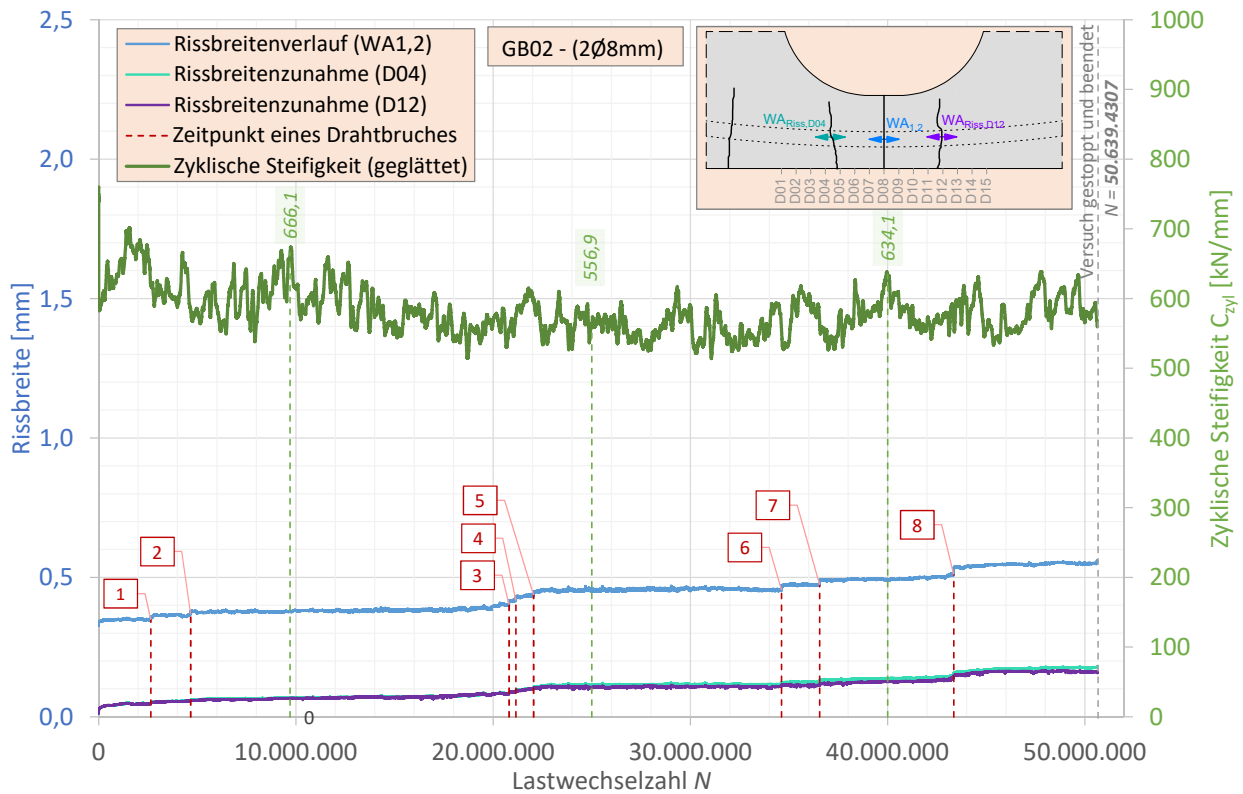 2,5
2,0
1,5
1,0
0,5
0,0
Rissbreite [mm]
Rissbreitenverlauf (WA1,2)
Rissbreitenzunahme (D04)
Rissbreitenzunahme (D12)
Zeitpunkt eines Drahtbruches
Zyklische Steifigkeit (geglättet)
GB02 - (2Ø8mm)
WARiss,D04
WA1,2
WARiss,D12
D01
D02
D03
D04
D05
D06
D07
D08
D09
D10
D11
D12
D13
D14
D15
Versuch gestoppt und beendet
N = 50.639.4307
666,1
556,9
634,1
1
2
3
4
5
6
7
8
0
0
10.000.000
20.000.000
30.000.000
40.000.000
50.000.000
Lastwechselzahl N
1000
900
800
700
600
500
400
300
200
100
0
Zyklische Steifigkeit Czyl [kN/mm]